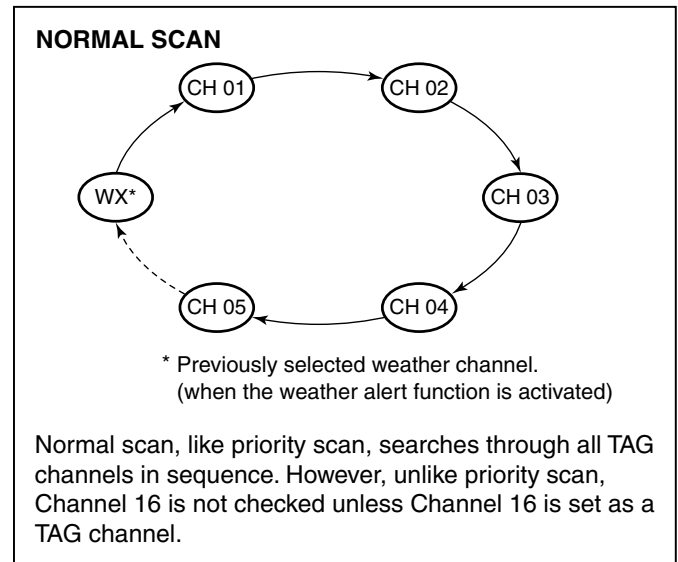 NORMAL SCAN
CH 01
CH 02
WX*
CH 03
CH 05
CH 04
* Previously selected weather channel.
(when the weather alert function is activated)
Normal scan, like priority scan, searches through all TAG
channels in sequence. However, unlike priority scan,
Channel 16 is not checked unless Channel 16 is set as a
TAG channel.